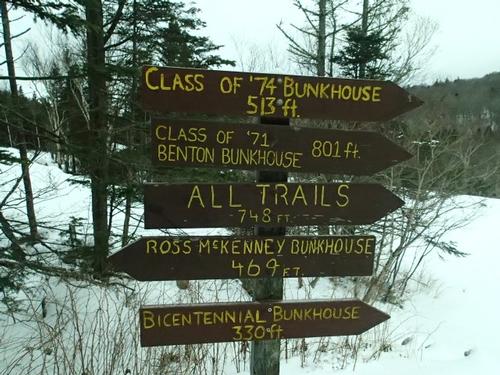 CLASS OF '74 BUNKHOUSE
513 ft.
CLASS OF '71
BENTON BUNKHOUSE 801 ft.
ALL TRAILS
-748 FT.-
ROSS McKENNEY BUNKHOUSE
469 FT.
BICENTENNIAL BUNKHOUSE
330 ft